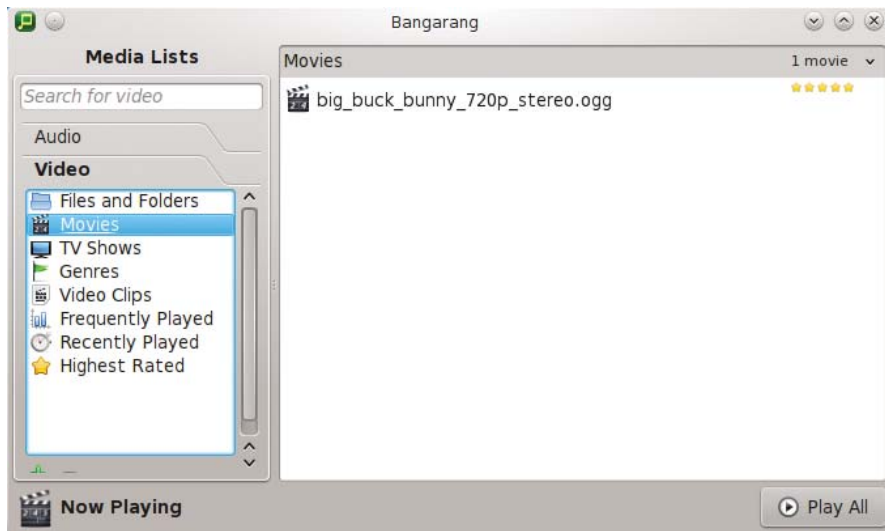 Bangarang
Media Lists
Search for video
Audio
Video
Files and Folders
Movies
TV Shows
Genres
Video Clips
Frequently Played
Recently Played
Highest Rated
Movies
1 movie
big_buck_bunny_720p_stereo.ogg
Now Playing
Play All